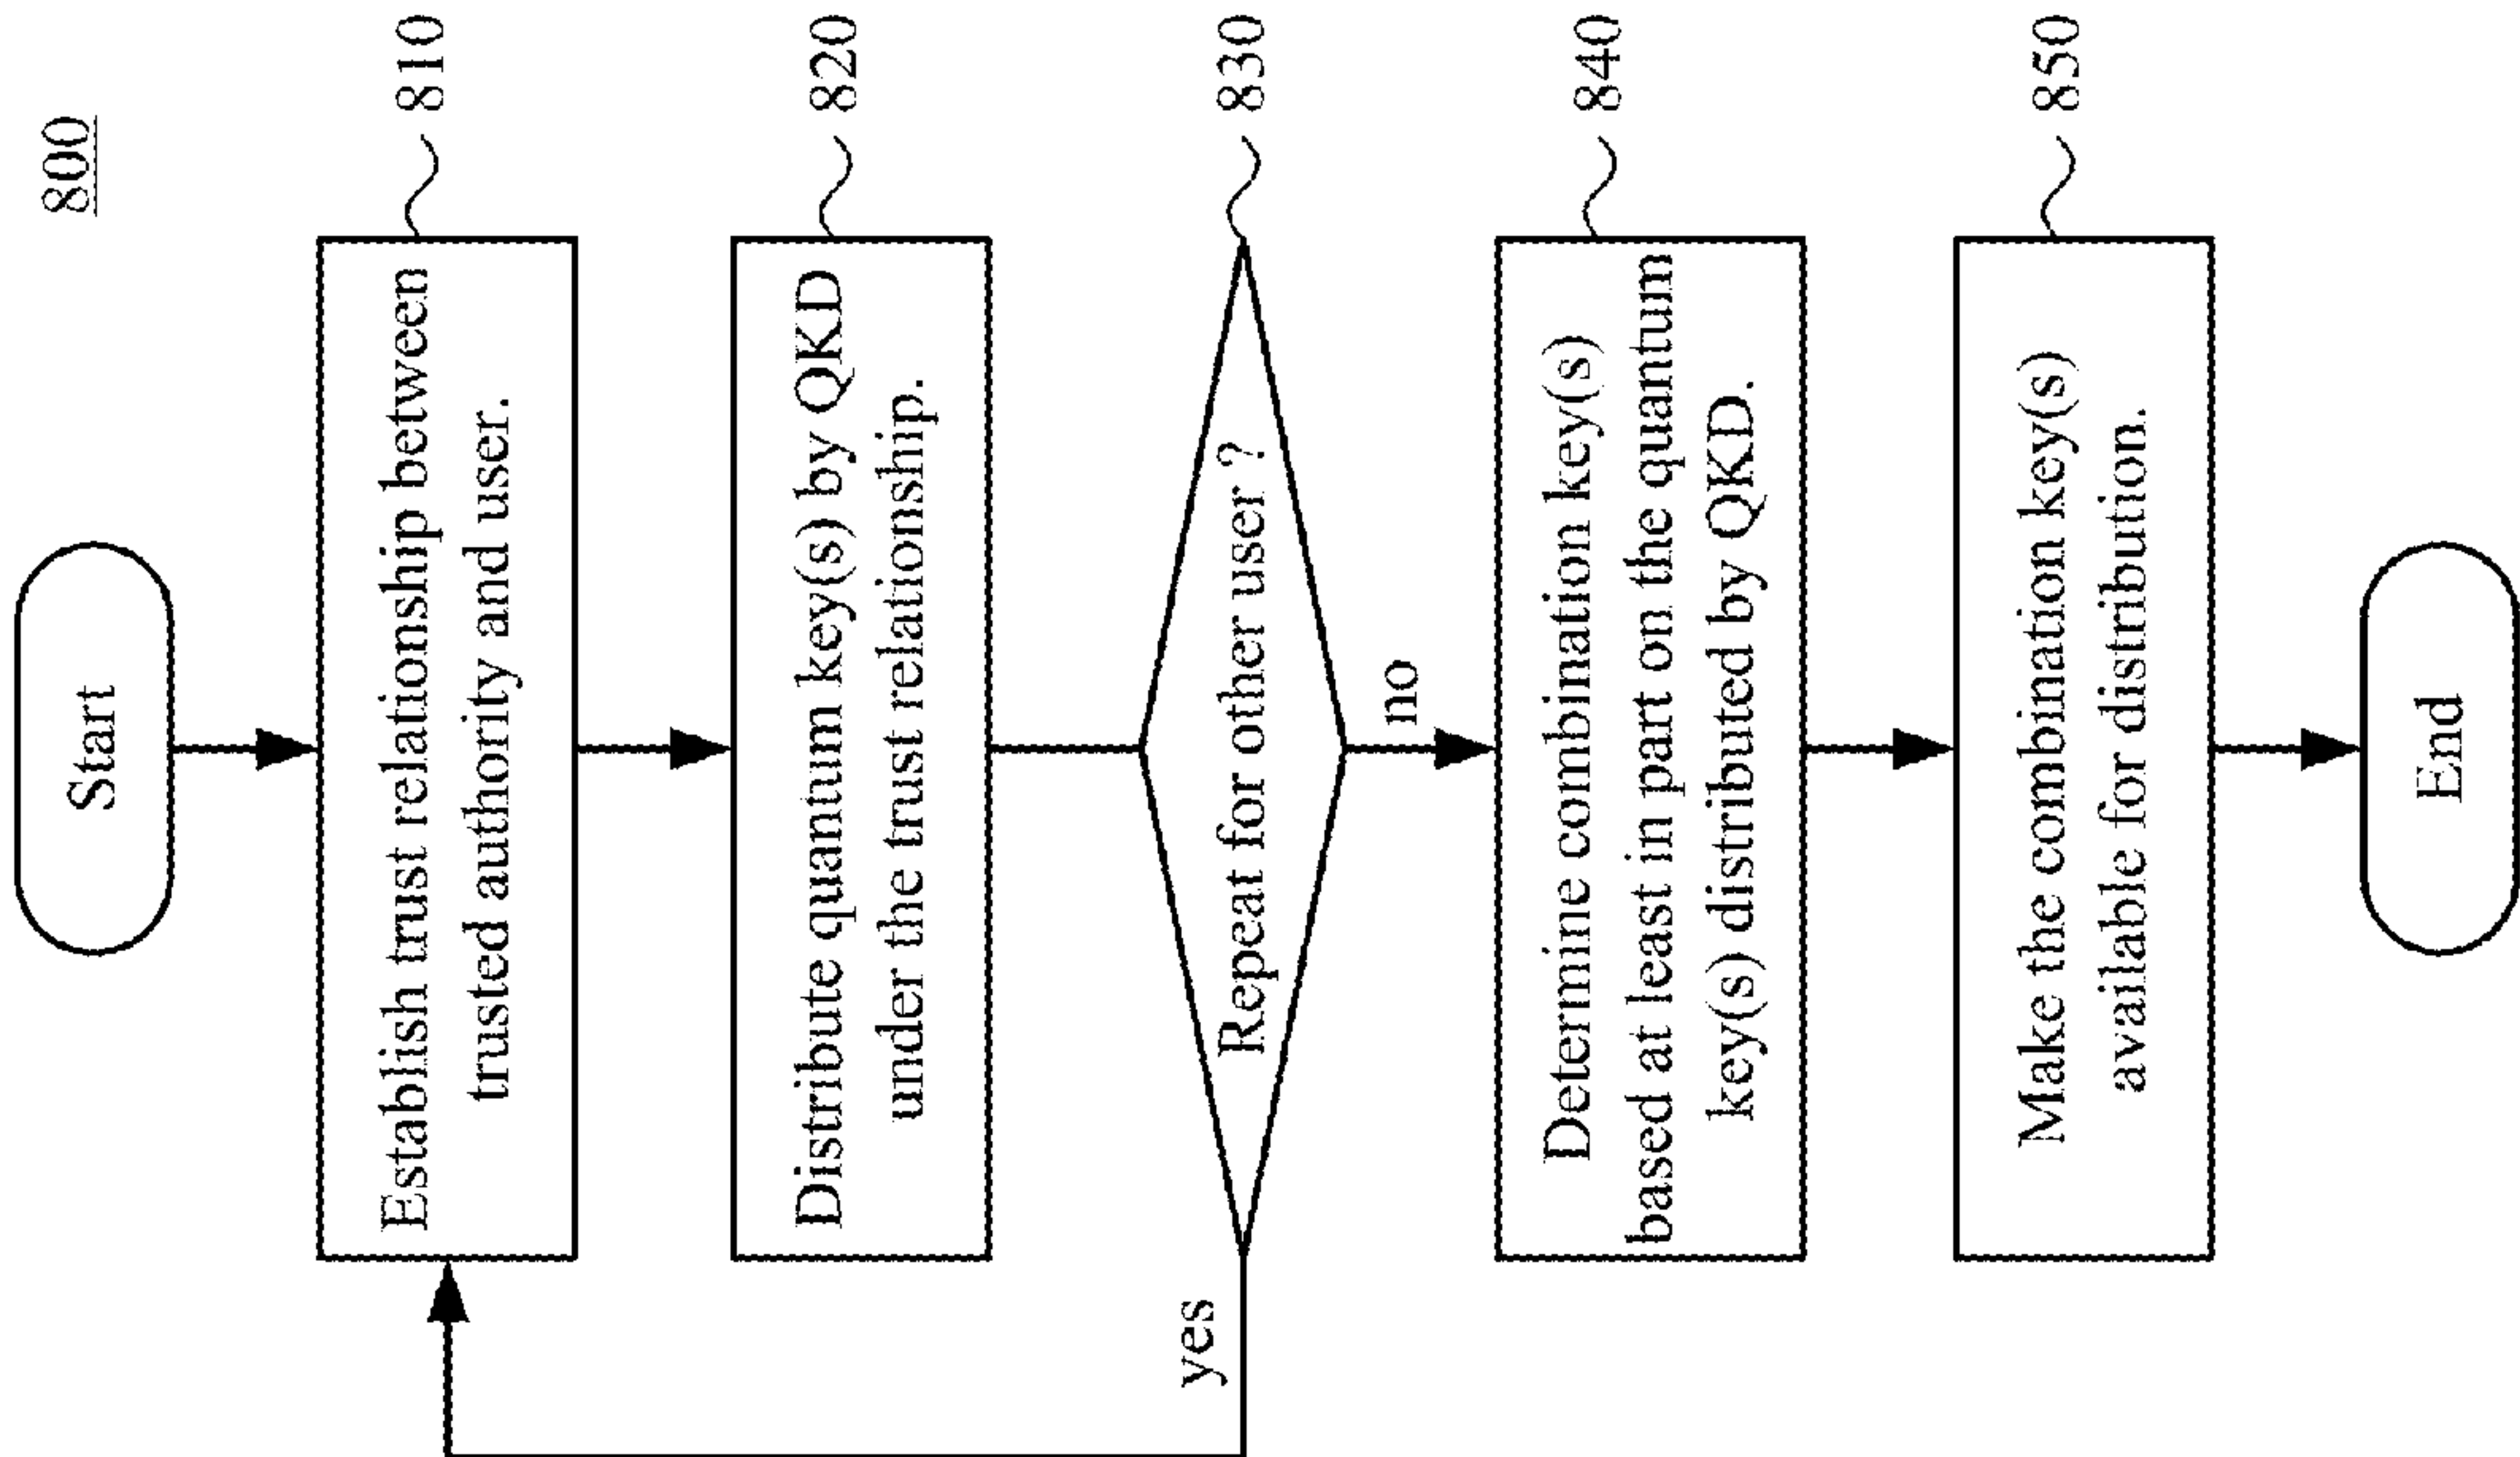 800
Start
Establish trust relationship between
trusted authority and user.
810
Distribute quantum key(s) by QKD
under the trust relationship.
820
Repeat for other user ?
830
yes
no
Determine combination key(s)
based at least in part on the quantum
key(s) distributed by QKD.
840
Make the combination key(s)
available for distribution.
850
End